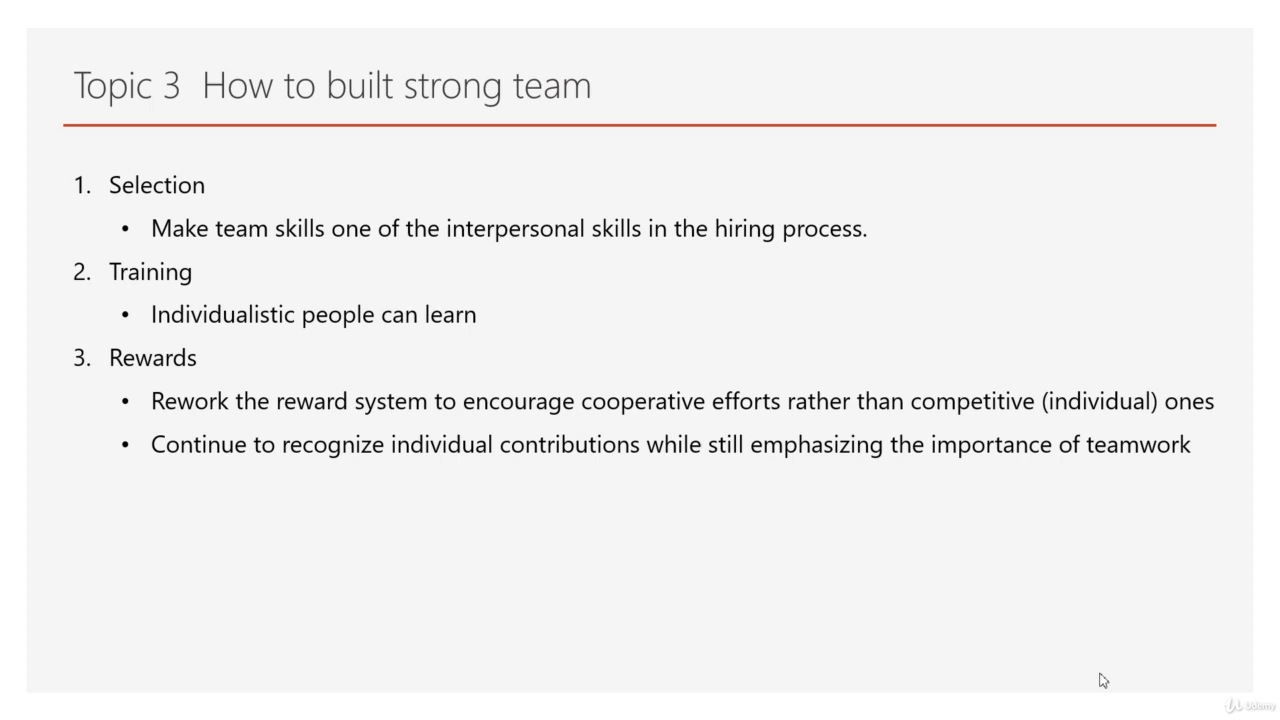 Topic 3 How to built strong team
1. Selection
• Make team skills one of the interpersonal skills in the hiring process.
2. Training
• Individualistic people can learn
3. Rewards
• Rework the reward system to encourage cooperative efforts rather than competitive (individual) ones
• Continue to recognize individual contributions while still emphasizing the importance of teamwork
Udemy